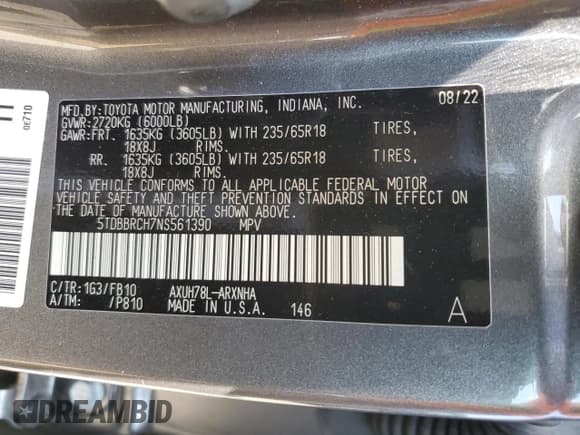 MFD.BY:TOYOTA MOTOR MANUFACTURING, INDIANA, INC. 08/22
GVWR:2720KG (6000LB)
GAWR:FRT. 1635KG (3605LB) WITH 235/65R18 TIRES,
18X8J RIMS.
RR. 1635KG (3605LB) WITH 235/65R18 TIRES,
18X8J RIMS.
THIS VEHICLE CONFORMS TO ALL APPLICABLE FEDERAL MOTOR
VEHICLE SAFETY AND THEFT PREVENTION STANDARDS IN EFFECT
ON THE DATE OF MANUFACTURE SHOWN ABOVE.
5TDBBRCH7NS561390 MPV
C/TR:1G3/FB10 AXUH78L-ARXNHA
A/TM: /P810 MADE IN U.S.A. 146 A
0E710
DREAMBID